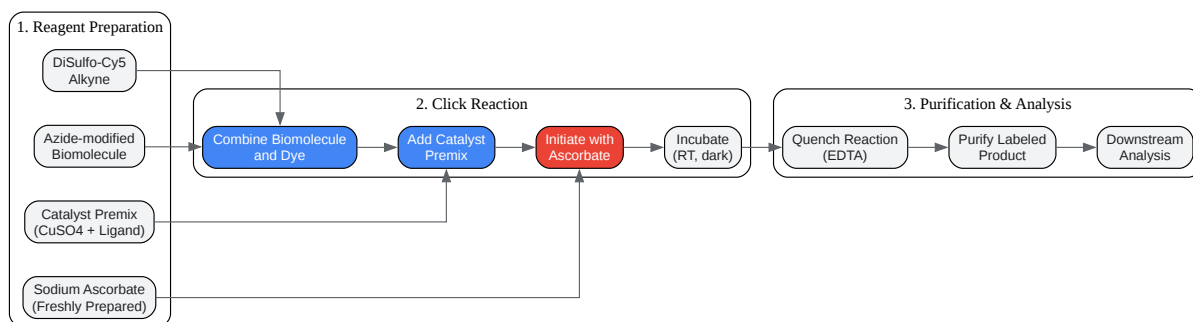 1. Reagent Preparation
DiSulfo-Cy5
Alkyne
Azide-modified
Biomolecule
Catalyst Premix
(CuSO4 + Ligand)
Sodium Ascorbate
(Freshly Prepared)
2. Click Reaction
Combine Biomolecule
and Dye
Add Catalyst
Premix
Initiate with
Ascorbate
Incubate
(RT, dark)
3. Purification & Analysis
Quench Reaction
(EDTA)
Purify Labeled
Product
Downstream
Analysis